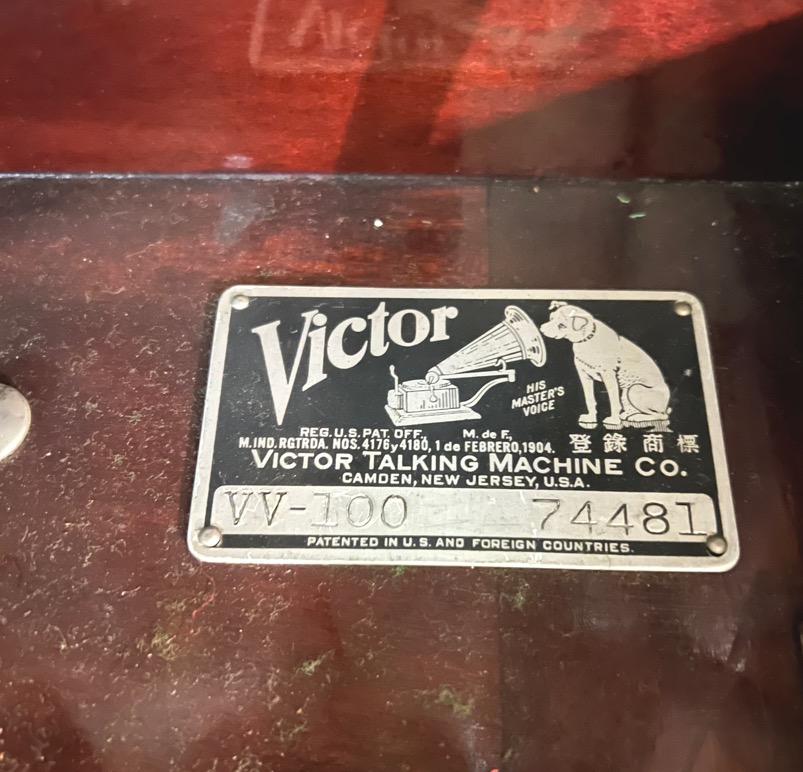 Victor
HIS
MASTER'S
VOICE
REG. U.S. PAT. OFF. M. de F.,
M.IND.RGTRDA. NOS. 4176 y 4180, 1 de FEBRERO, 1904. 登錄商標
VICTOR TALKING MACHINE CO.
CAMDEN, NEW JERSEY, U.S.A.
VV-100 74481
PATENTED IN U.S. AND FOREIGN COUNTRIES.